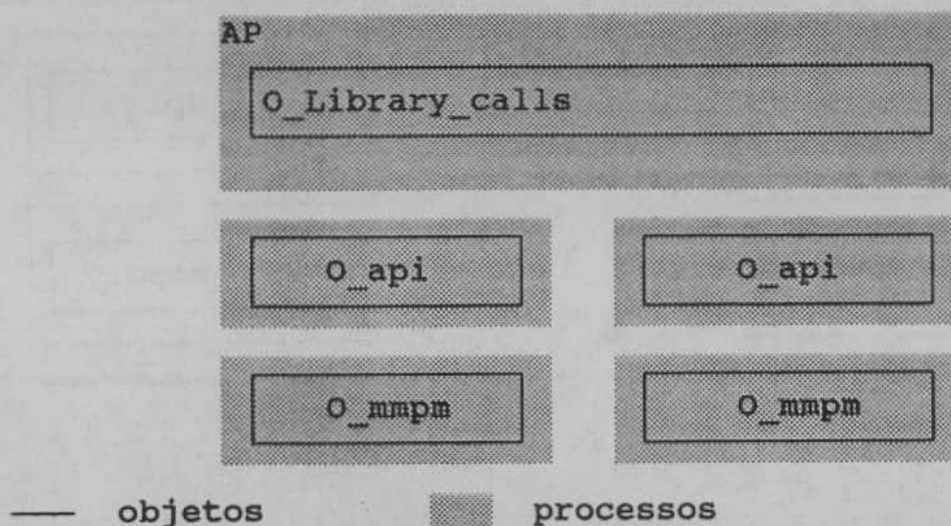 AP
O_Library_calls
O_api O_api
O_mmpm O_mmpm
objetos processos